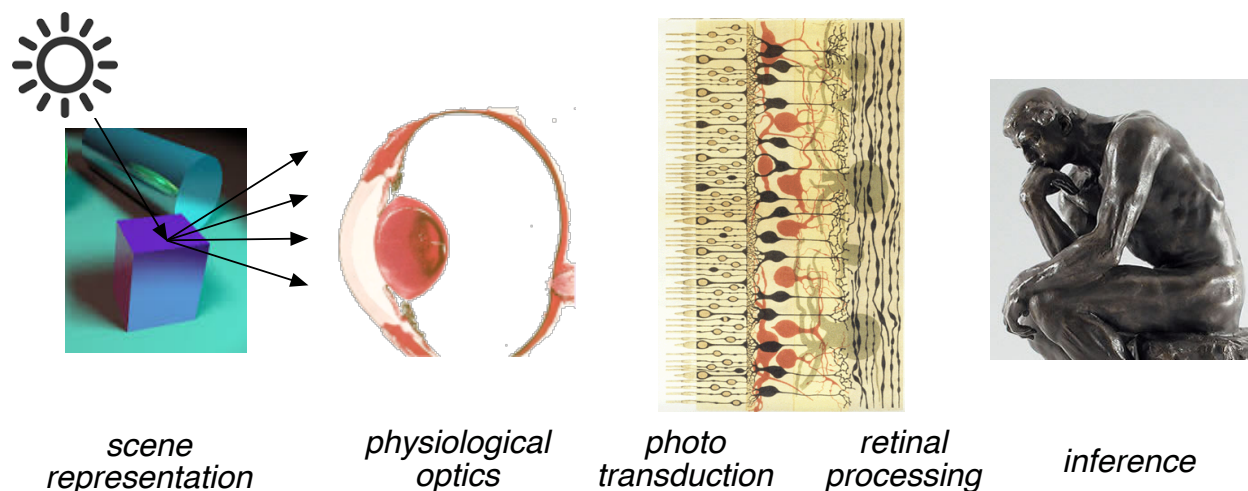 scene
representation
physiological
optics
photo
transduction
retinal
processing
inference